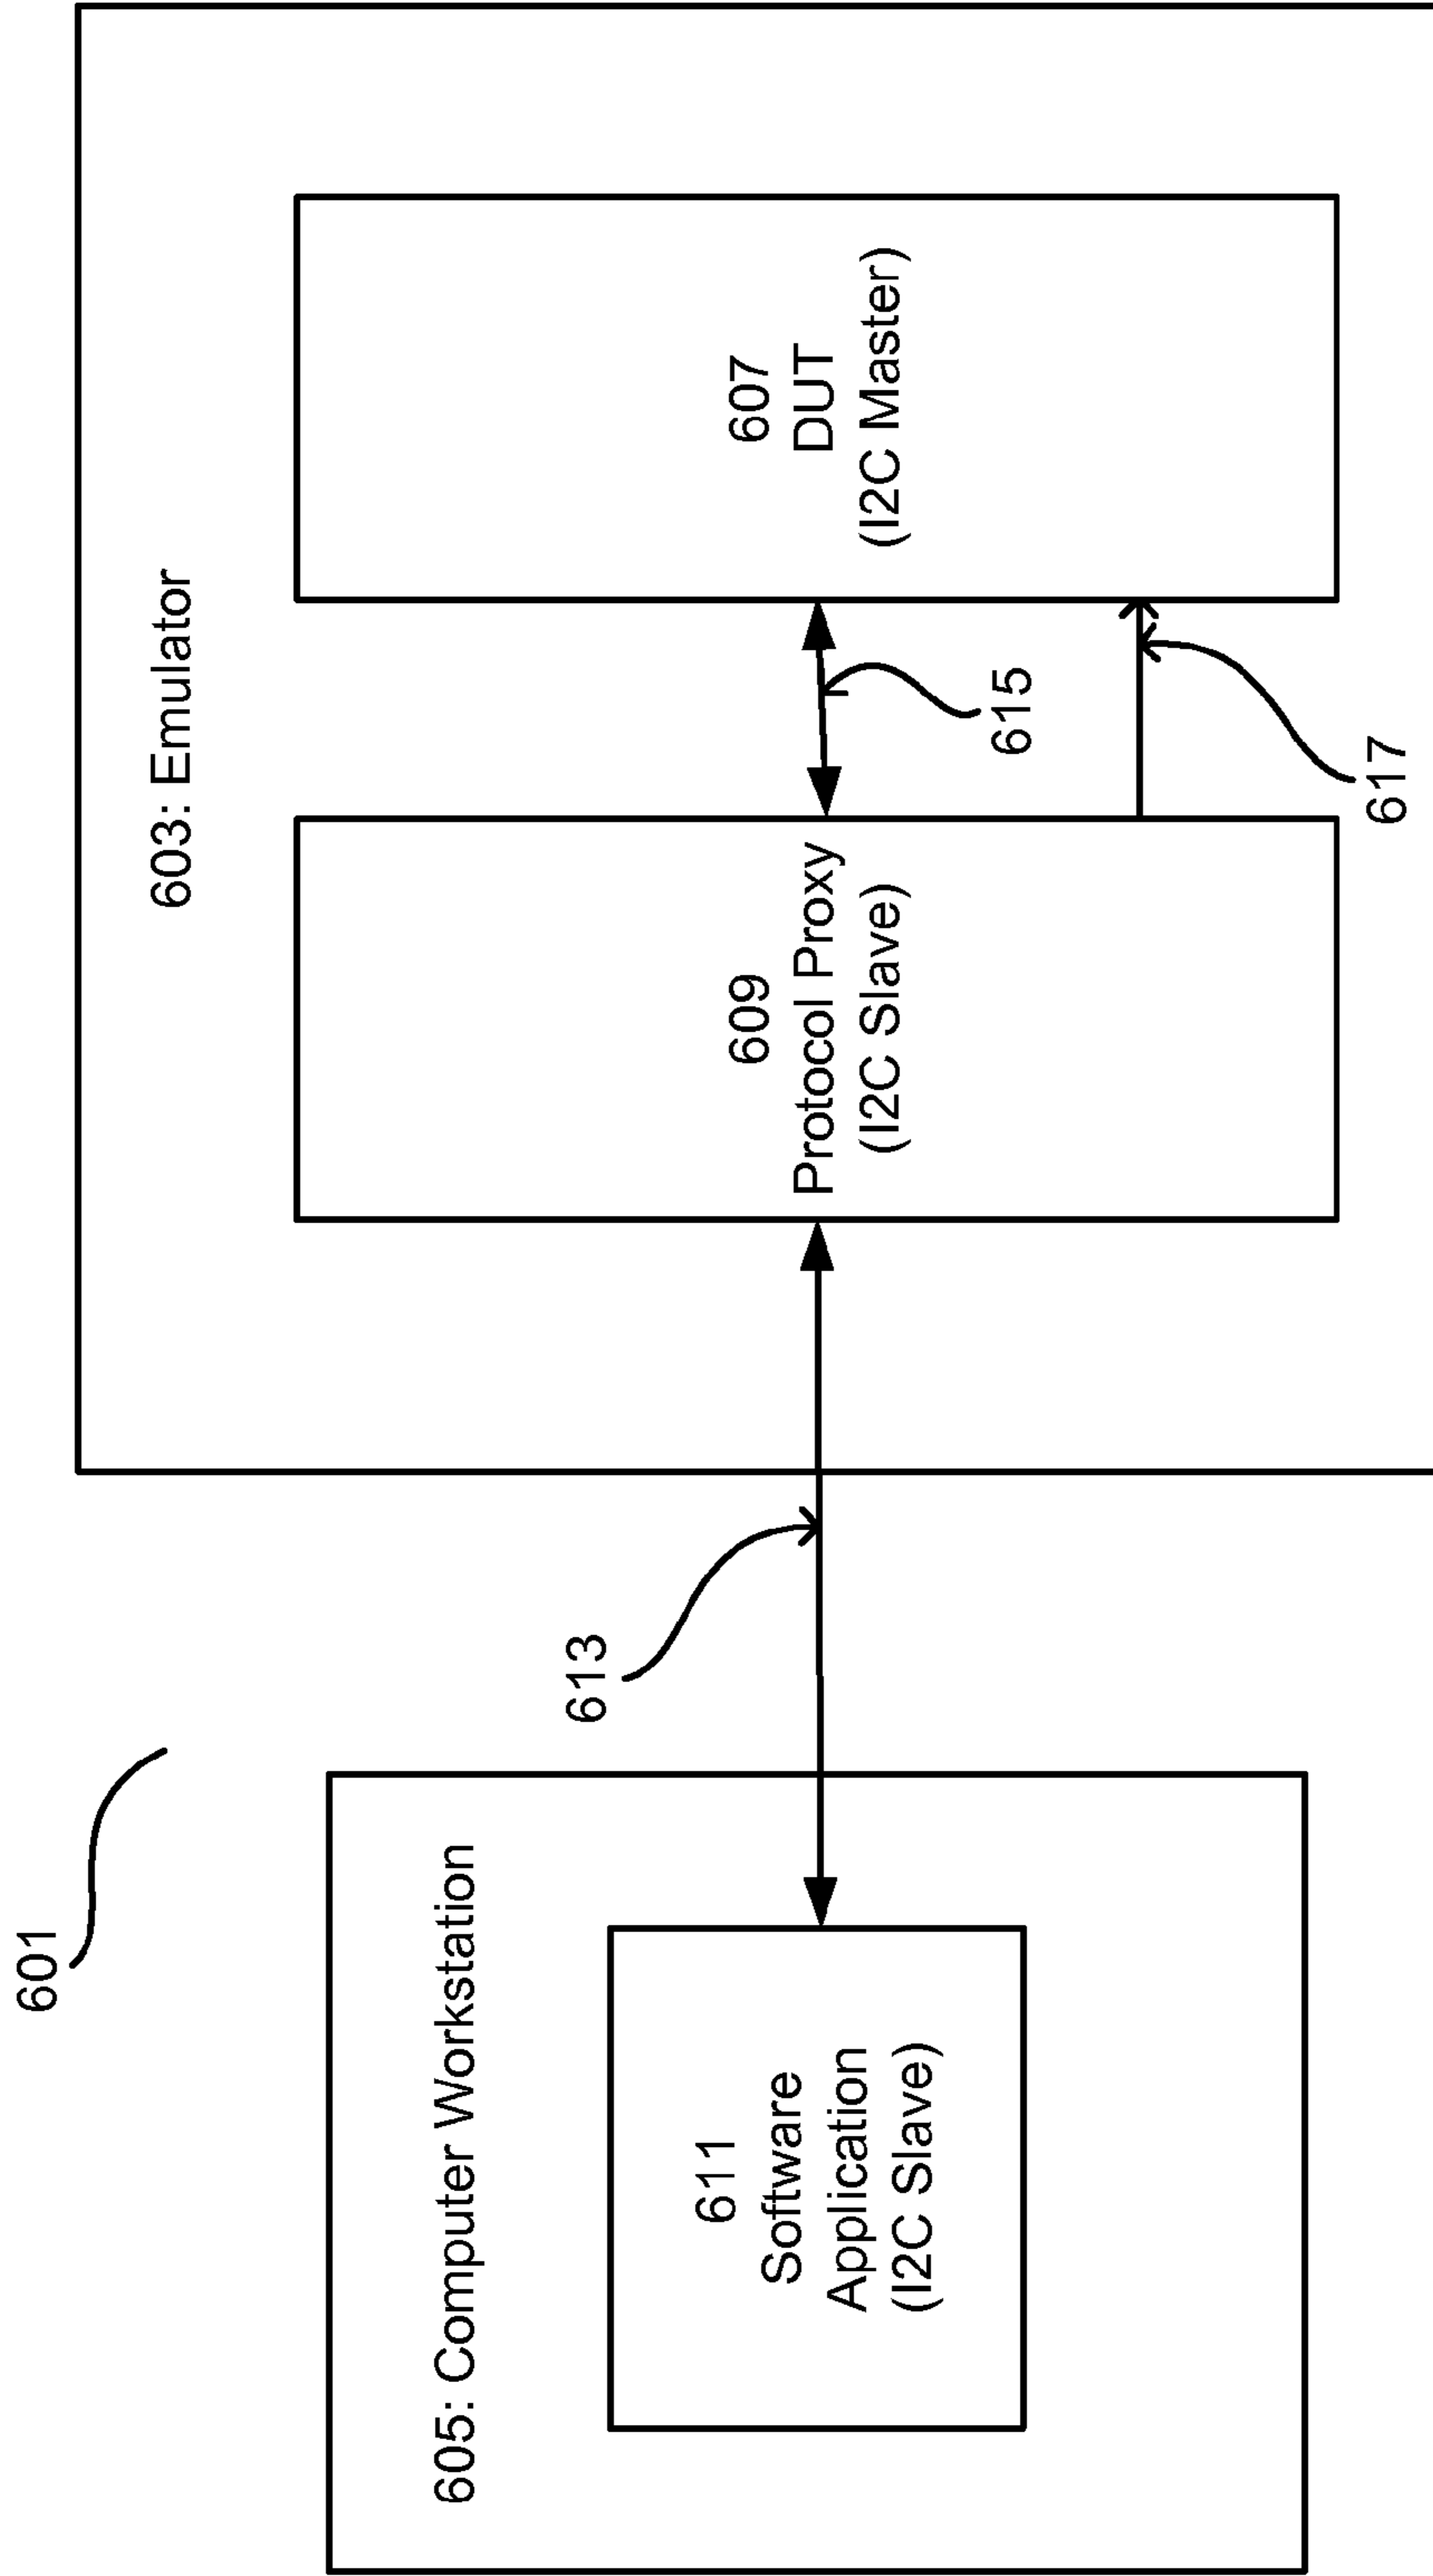 601
605: Computer Workstation
611
Software
Application
(I2C Slave)
613
603: Emulator
609
Protocol Proxy
(I2C Slave)
615
617
607
DUT
(I2C Master)